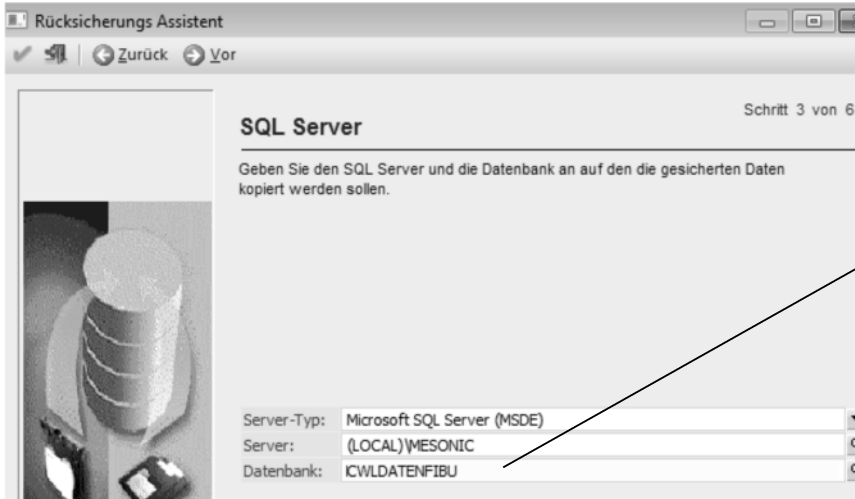 Rücksicherungs Assistent
Zurück Vor
Schritt 3 von 6
SQL Server
Geben Sie den SQL Server und die Datenbank an auf den die gesicherten Daten
kopiert werden sollen.
Server-Typ: Microsoft SQL Server (MSDE)
Server: (LOCAL)\MESONIC
Datenbank: CWLDATENFIBU